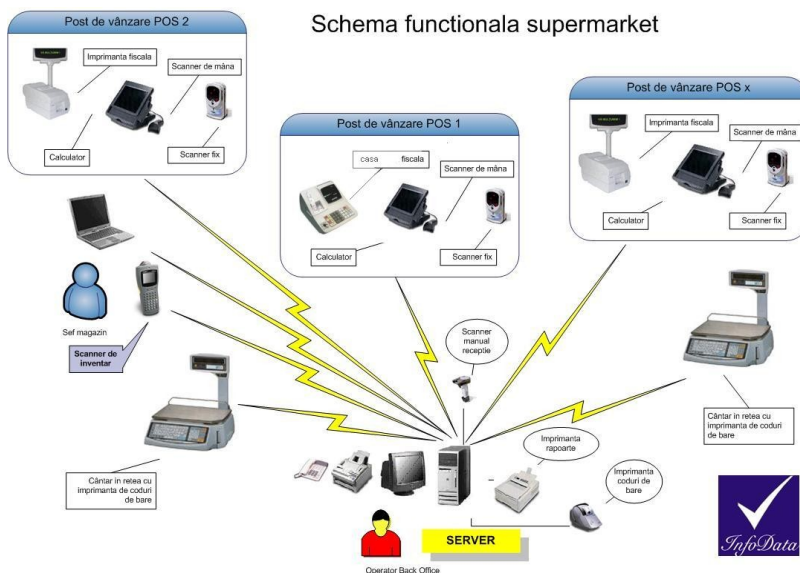 Schema functionala supermarket
Post de vânzare POS 2
Imprimanta fiscala
Scanner de mâna
Calculator
Scanner fix
Post de vânzare POS 1
casa fiscala
Scanner de mâna
Calculator
Scanner fix
Post de vânzare POS x
Imprimanta fiscala
Scanner de mâna
Calculator
Scanner fix
Sef magazin
Scanner de
inventar
Scanner
manual
receptie
Cântar in retea cu
imprimanta de coduri
de bare
Cântar in retea cu
imprimanta de coduri
de bare
Imprimanta
rapoarte
Imprimanta
coduri de
bare
SERVER
Operator Back Office
InfoData